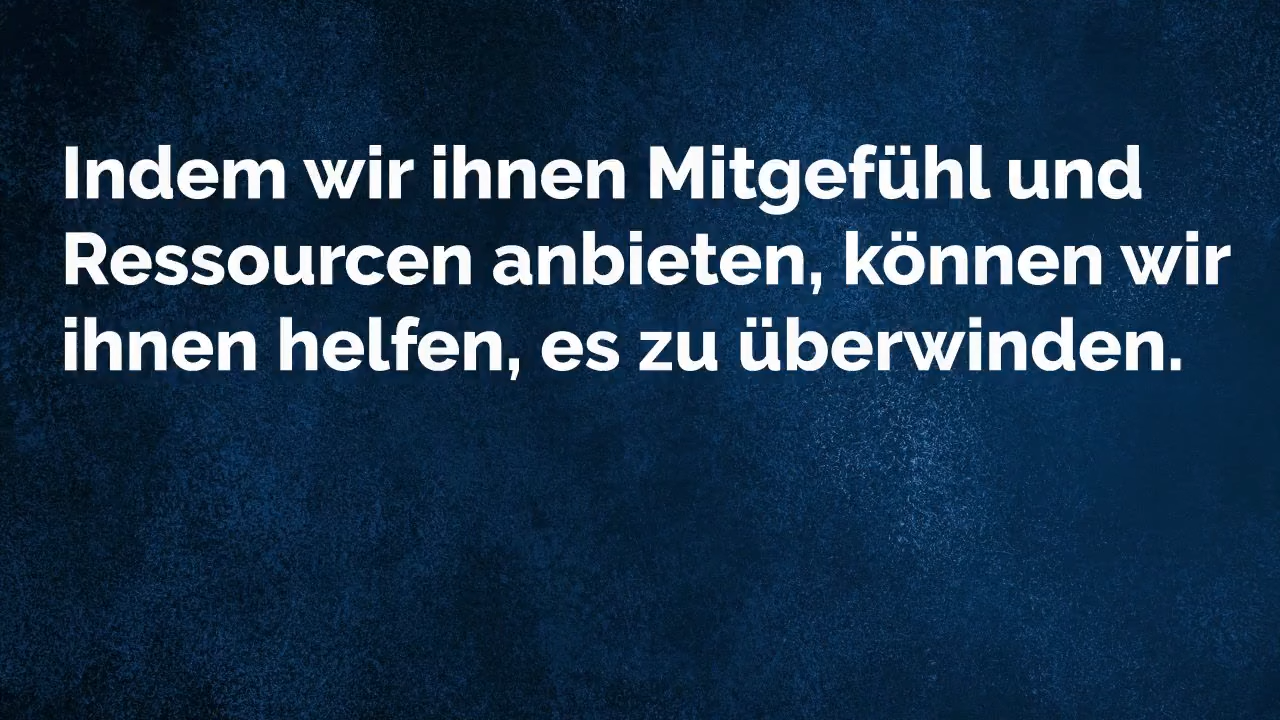 Indem wir ihnen Mitgefühl und
Ressourcen anbieten, können wir
ihnen helfen, es zu überwinden.